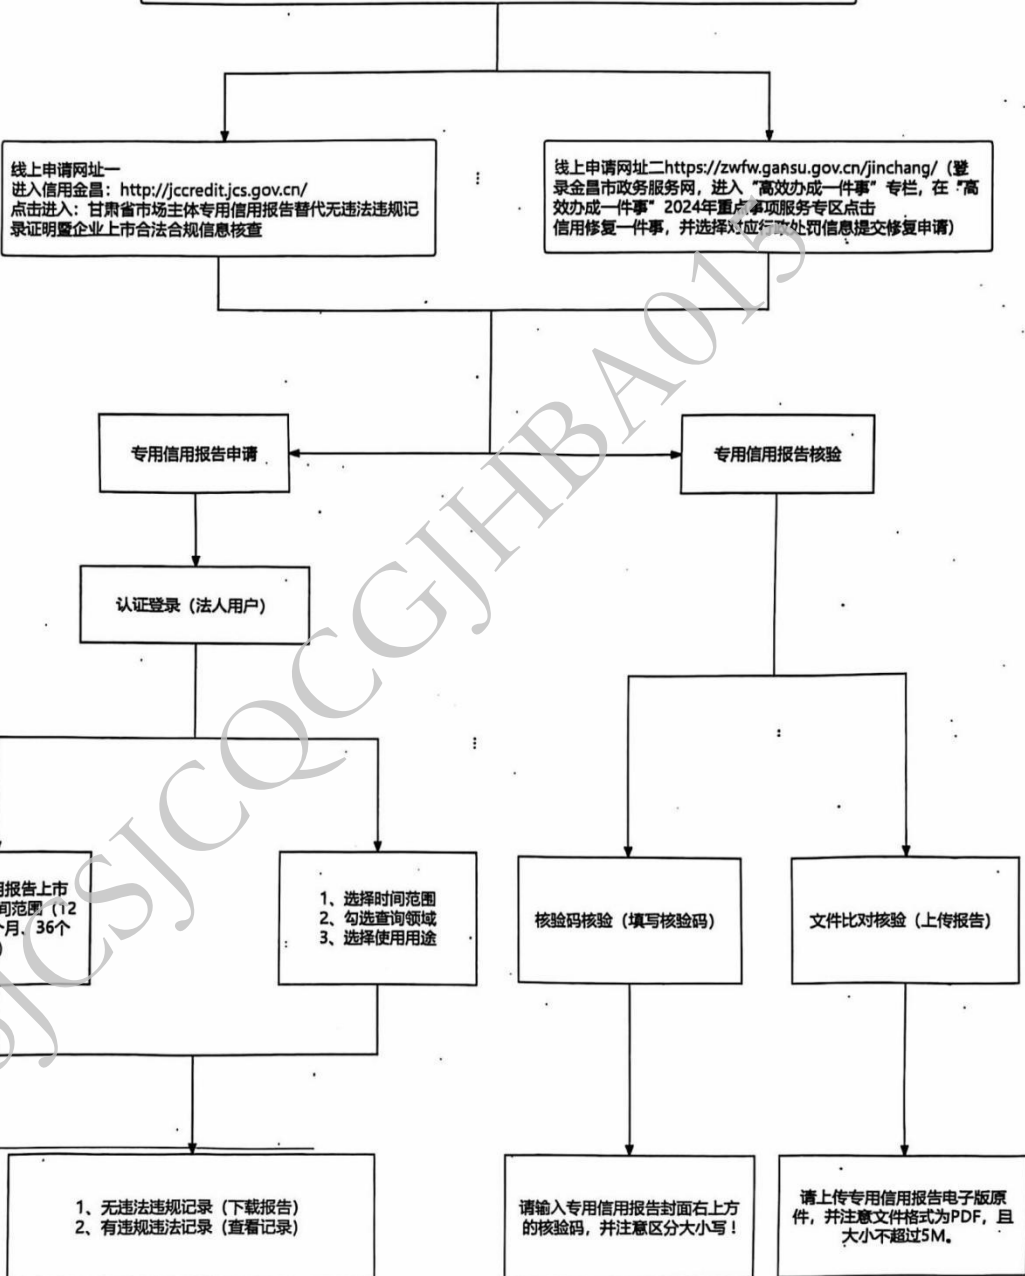 线上申请网址一
进入信用金昌：http://jccredit.jcs.gov.cn/
点击进入：甘肃省市场主体专用信用报告替代无违法违规记
录证明暨企业上市合法合规信息核查
线上申请网址二https://zwfw.gansu.gov.cn/jinchang/（登
录金昌市政务服务网，进入“高效办成一件事”专栏，在“高
效办成一件事”2024年重点事项服务专区点击
信用修复一件事，并选择对应行政处罚信息提交修复申请）
专用信用报告申请
专用信用报告核验
认证登录（法人用户）
用报告上市
间范围（12
个月、36个
）
1、选择时间范围
2、勾选查询领域
3、选择使用用途
核验码核验（填写核验码）
文件比对核验（上传报告）
1、无违法违规记录（下载报告）
2、有违规违法记录（查看记录）
请输入专用信用报告封面右上方
的核验码，并注意区分大小写！
请上传专用信用报告电子版原
件，并注意文件格式为PDF，且
大小不超过5M。
SJCSJCQCGJHBA015